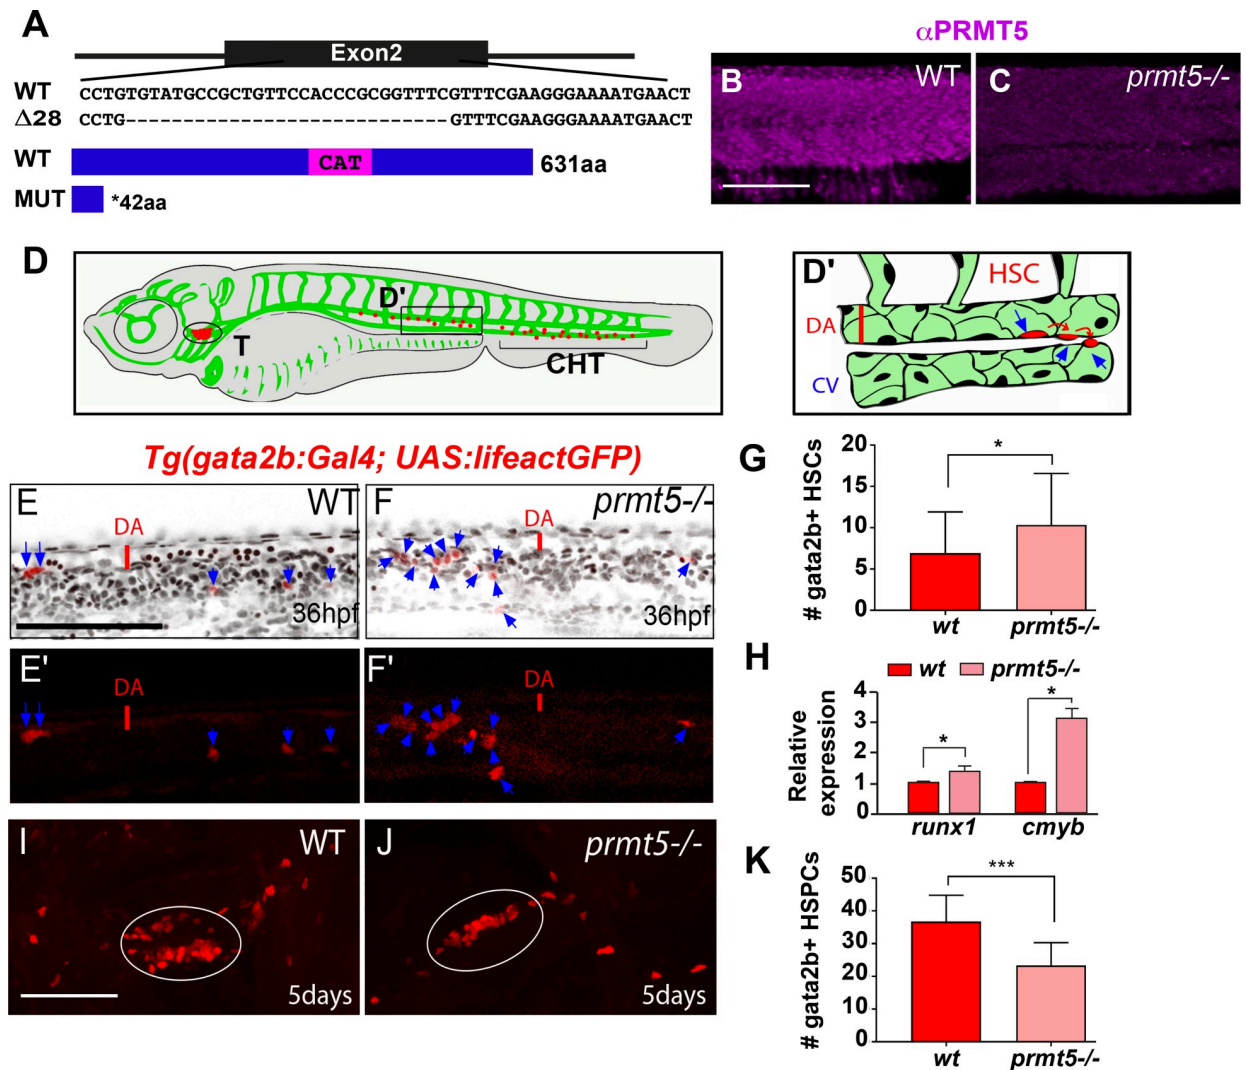 A
Exon2
WT CCTGTGTATGCCGCTGTTCCACCCGCGGTTTCGTTTCGAAGGGAAAATGAACT
Δ28 CCTG----------------------------GTTTCGAAGGGAAAATGAACT
WT CAT 631aa
MUT *42aa
αPRMT5
B WT
C prmt5-/-
D
D'
T
CHT
D'
HSC
DA
CV
Tg(gata2b:Gal4; UAS:lifeactGFP)
E WT
DA
36hpf
F prmt5-/-
DA
36hpf
E'
DA
F'
DA
G
# gata2b+ HSCs
20
15
10
5
0
*
wt prmt5-/-
H
wt prmt5-/-
Relative expression
4
3
2
1
0
*
*
runx1 cmyb
I WT
5days
J prmt5-/-
5days
K
# gata2b+ HSPCs
50
40
30
20
10
0
***
wt prmt5-/-